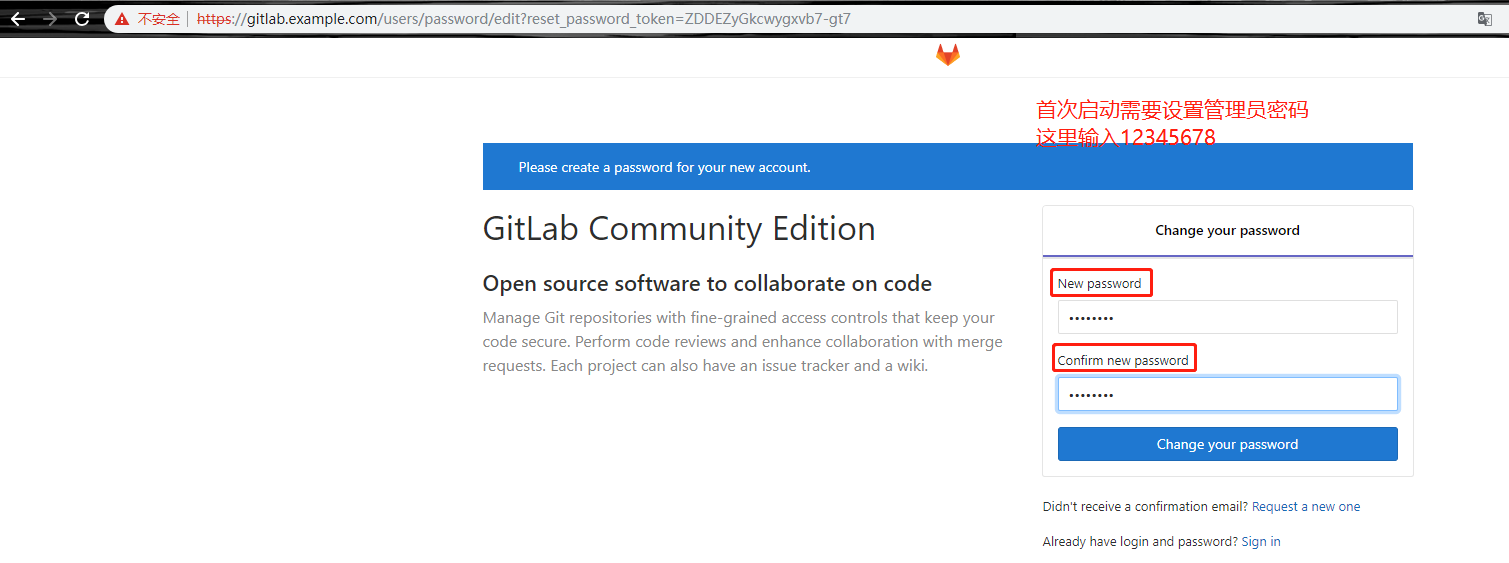 不安全 https://gitlab.example.com/users/password/edit?reset_password_token=ZDDEZyGkcwygxvb7-gt7
首次启动需要设置管理员密码
这里输入12345678
Please create a password for your new account.
GitLab Community Edition
Change your password
Open source software to collaborate on code
Manage Git repositories with fine-grained access controls that keep your
code secure. Perform code reviews and enhance collaboration with merge
requests. Each project can also have an issue tracker and a wiki.
New password
••••••••
Confirm new password
••••••••
Change your password
Didn't receive a confirmation email? Request a new one
Already have login and password? Sign in